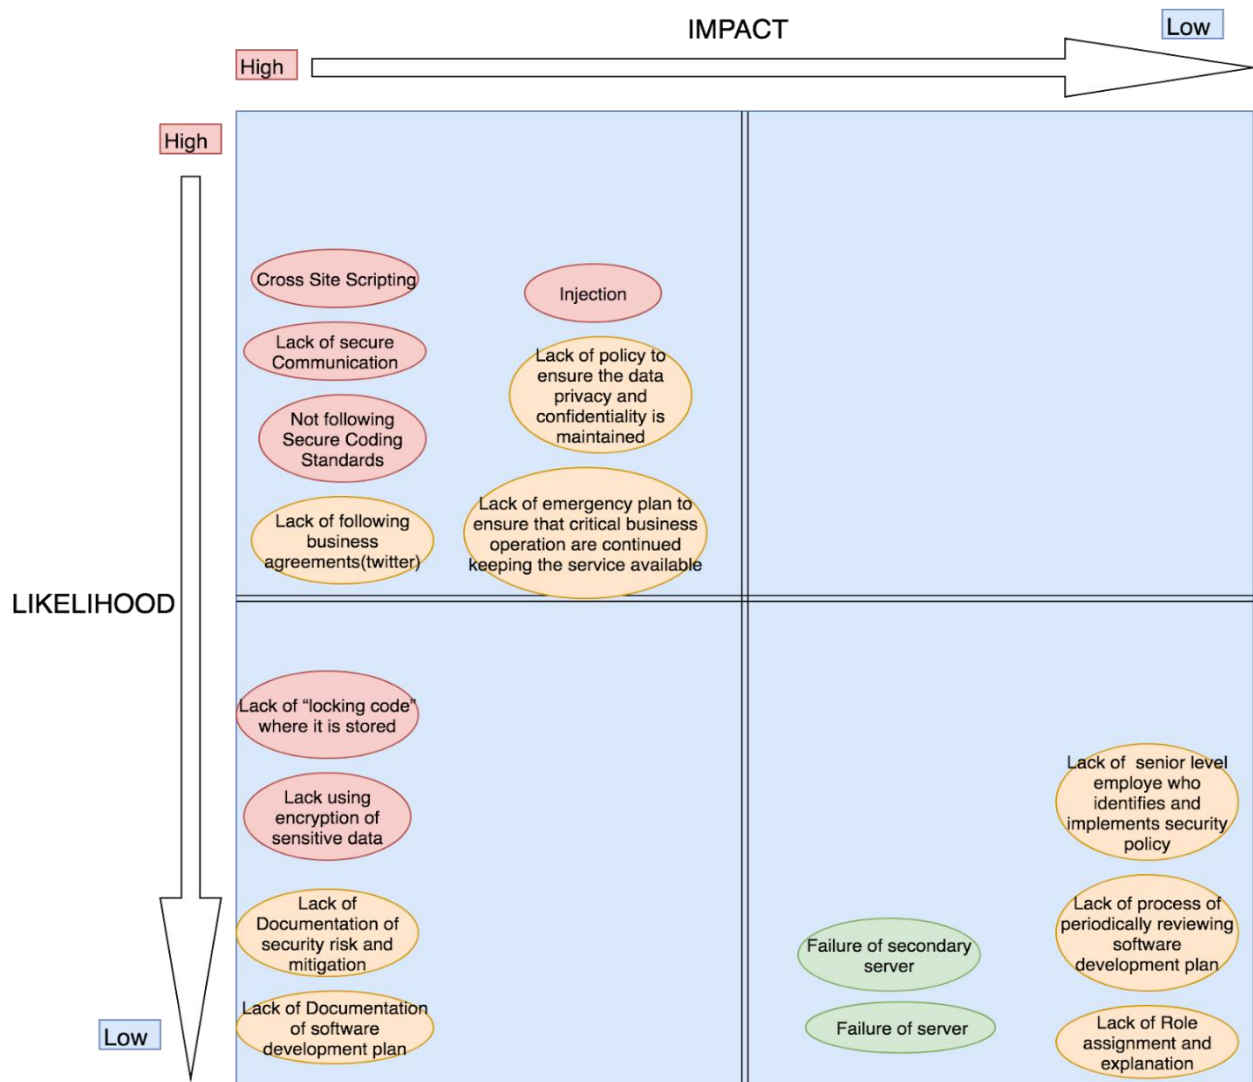 IMPACT
Low
High
High
Cross Site Scripting
Injection
Lack of secure
Communication
Lack of policy to
ensure the data
privacy and
confidentiality is
maintained
Not following
Secure Coding
Standards
Lack of following
business
agreements(twitter)
Lack of emergency plan to
ensure that critical business
operation are continued
keeping the service available
LIKELIHOOD
Lack of “locking code”
where it is stored
Lack using
encryption of
sensitive data
Lack of senior level
employe who
identifies and
implements security
policy
Lack of
Documentation of
security risk and
mitigation
Failure of secondary
server
Lack of process of
periodically reviewing
software
development plan
Lack of Documentation
of software
development plan
Failure of server
Lack of Role
assignment and
explanation
Low